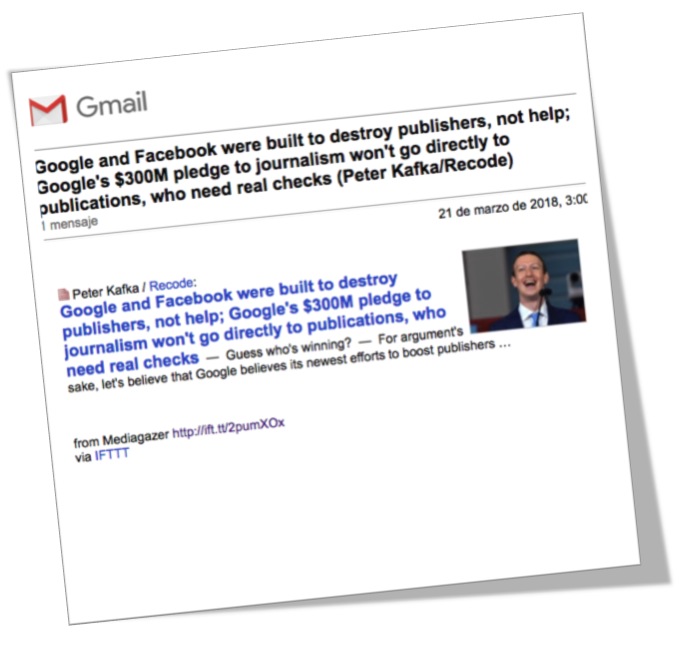 Gmail
Google and Facebook were built to destroy publishers, not help;
Google's $300M pledge to journalism won't go directly to
publications, who need real checks (Peter Kafka/Recode)
1 mensaje
21 de marzo de 2018, 3:00
Peter Kafka / Recode:
Google and Facebook were built to destroy
publishers, not help; Google's $300M pledge to
journalism won't go directly to publications, who
need real checks — Guess who's winning? — For argument's
sake, let's believe that Google believes its newest efforts to boost publishers ...
from Mediagazer http://ift.tt/2pumXOx
via IFTTT